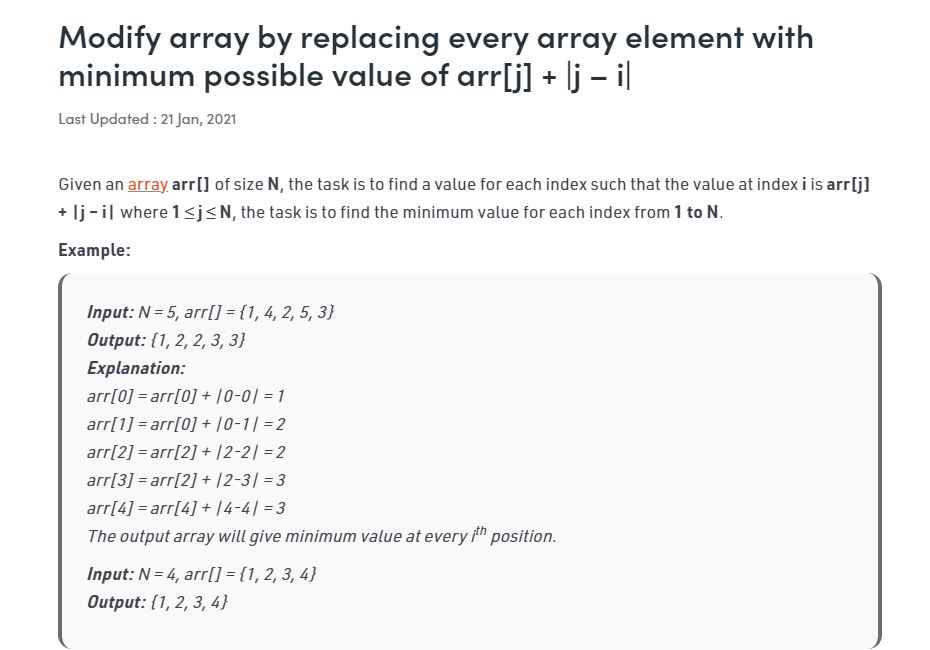 Modify array by replacing every array element with
minimum possible value of arr[j] + |j – i|
Last Updated : 21 Jan, 2021
Given an array arr[] of size N, the task is to find a value for each index such that the value at index i is arr[j]
+ |j – i| where 1 ≤ j ≤ N, the task is to find the minimum value for each index from 1 to N.
Example:
Input: N = 5, arr[] = {1, 4, 2, 5, 3}
Output: {1, 2, 2, 3, 3}
Explanation:
arr[0] = arr[0] + |0-0| = 1
arr[1] = arr[0] + |0-1| = 2
arr[2] = arr[2] + |2-2| = 2
arr[3] = arr[2] + |2-3| = 3
arr[4] = arr[4] + |4-4| = 3
The output array will give minimum value at every ith position.
Input: N = 4, arr[] = {1, 2, 3, 4}
Output: {1, 2, 3, 4}